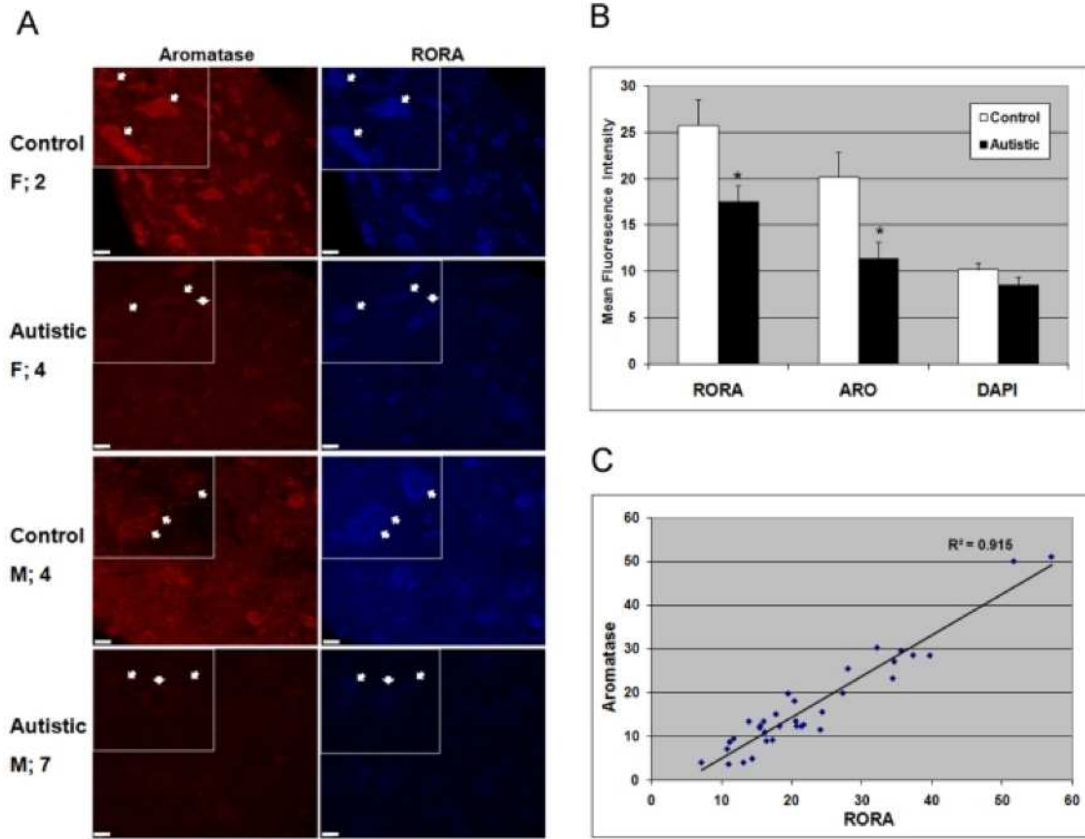 A
Aromatase RORA
Control
F; 2
Autistic
F; 4
Control
M; 4
Autistic
M; 7
B
Mean Fluorescence Intensity
30
25
20
15
10
5
0
Control
Autistic
*
*
RORA ARO DAPI
C
Aromatase
60
50
40
30
20
10
0
R² = 0.915
0 10 20 30 40 50 60
RORA